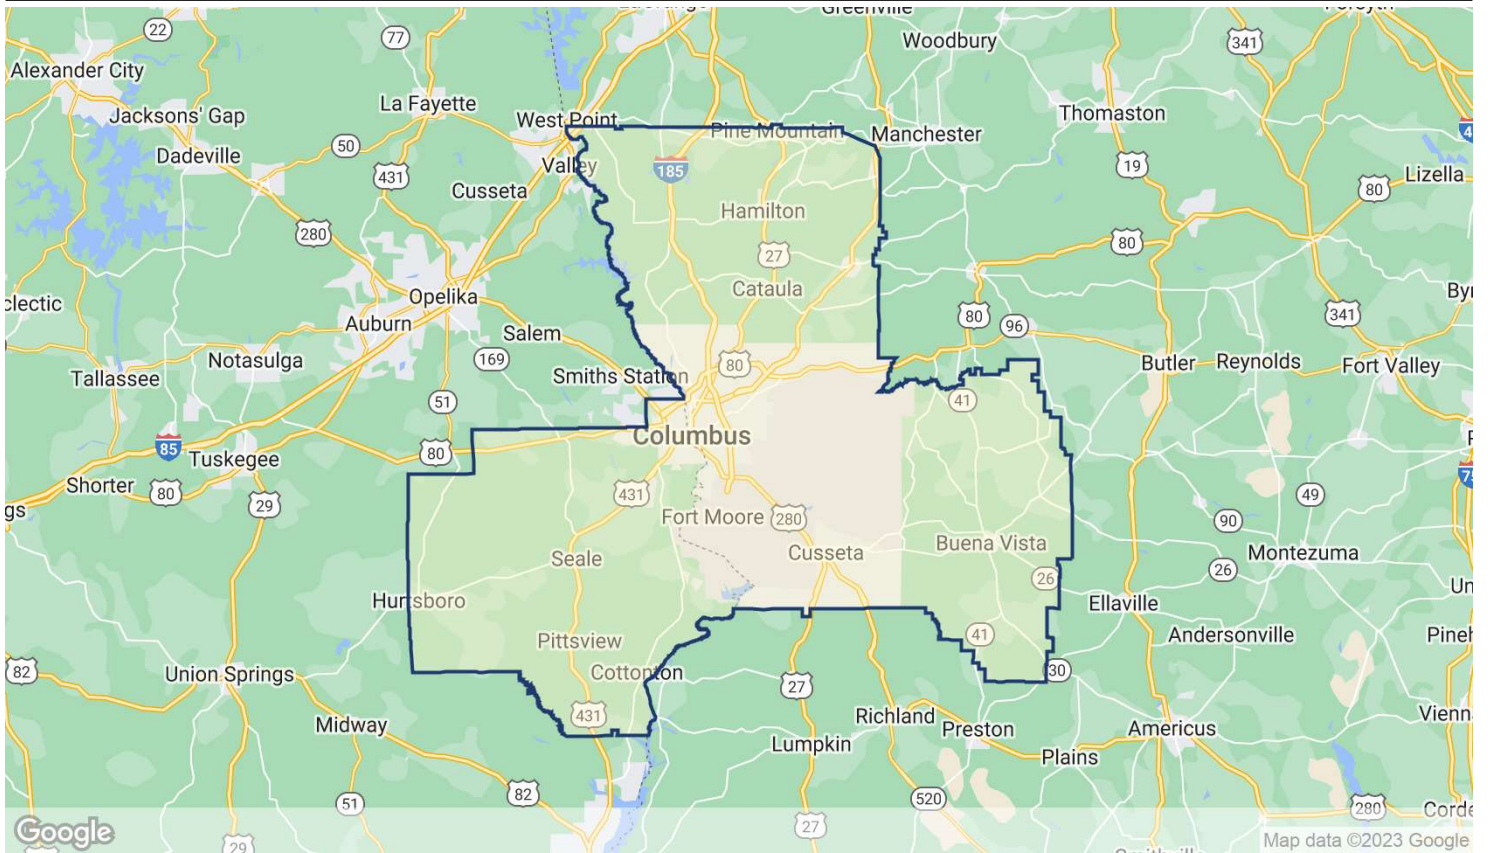 Greenville
22
77
Woodbury
341
Alexander City
La Fayette
Jacksons' Gap
West Point
Thomaston
Pine Mountain
Manchester
50
Dadeville
Valley
185
19
431
Cusseta
80
Lizella
Hamilton
280
27
80
Cataula
Opelika
clectic
80
341
Auburn
Salem
96
Notasulga
169
80
Butler
Reynolds
Fort Valley
Tallassee
Smiths Station
51
41
Columbus
85
80
Tuskegee
Shorter
80
29
431
49
gs
Fort Moore
280
90
Buena Vista
Cusseta
Montezuma
Seale
26
26
Hurtsboro
Ellaville
Pittsview
41
Andersonville
Pineh
82
Union Springs
Cottonton
30
27
431
Richland
Midway
Preston
Americus
Vienn
Lumpkin
Plains
82
51
520
280
Corde
27
Google
29
Map data ©2023 Google